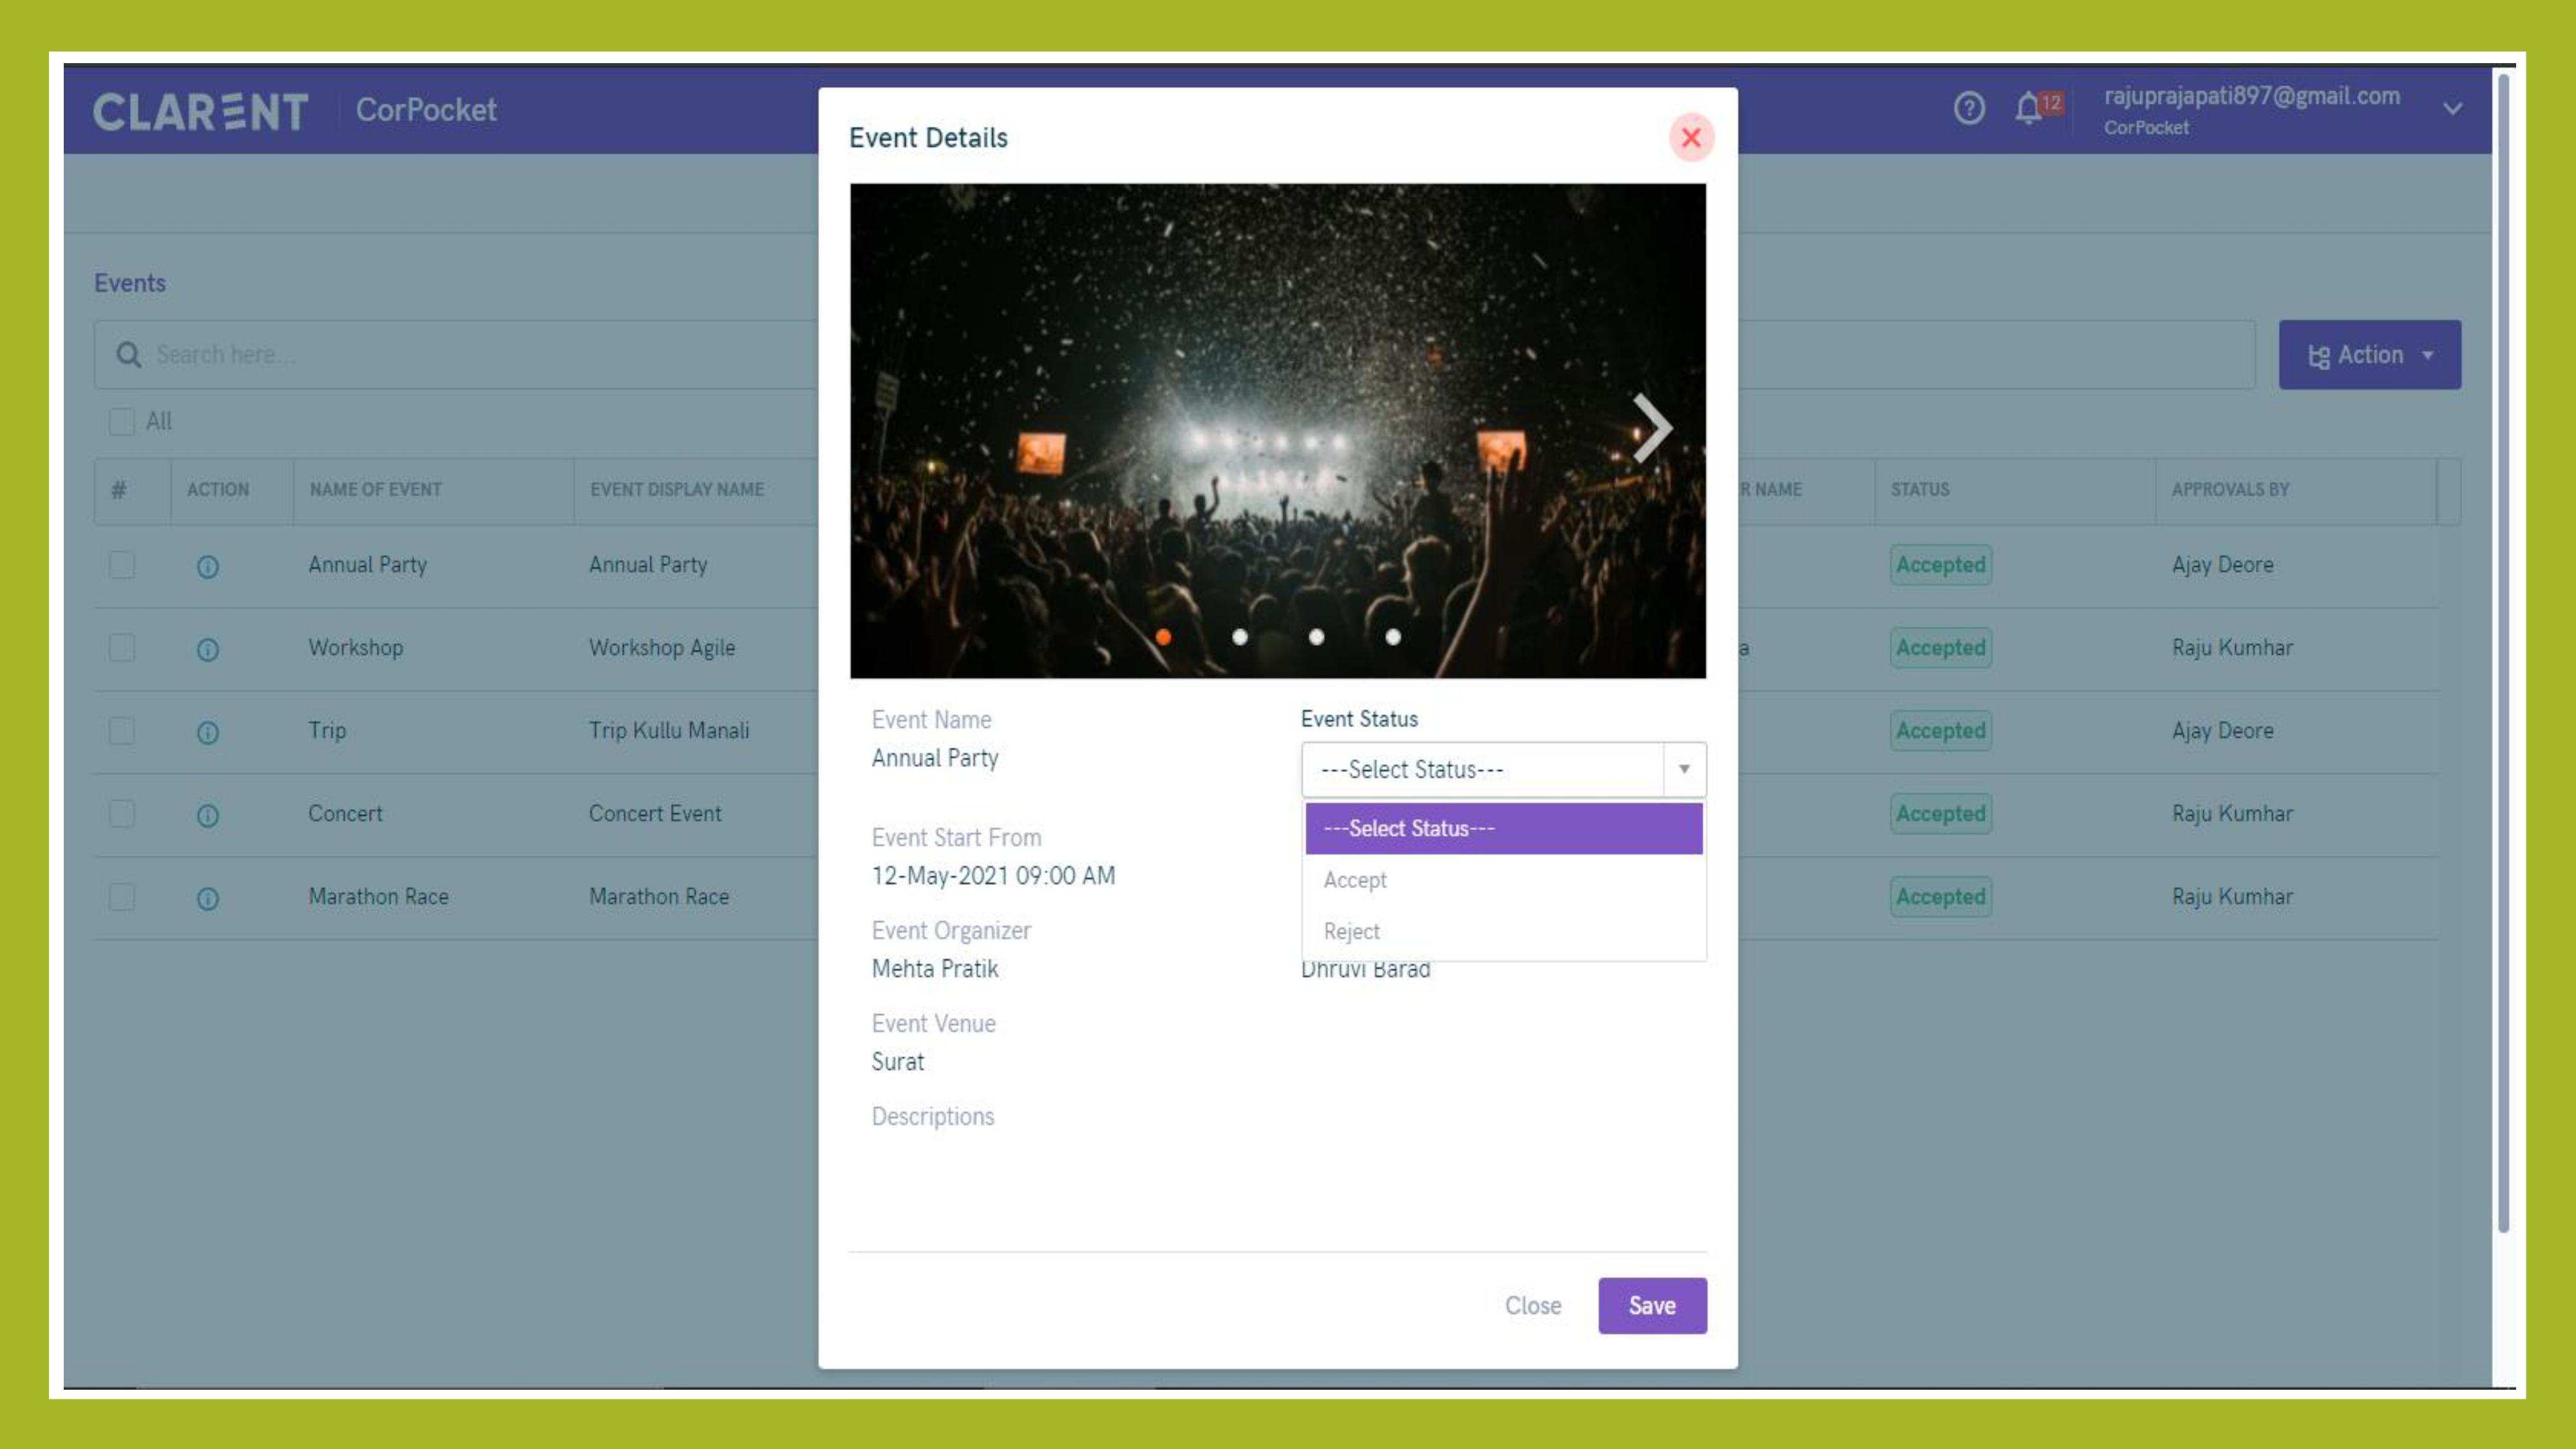 CLARENT CorPocket
12
rajuprajapati897@gmail.com
CorPocket
Events
Search here...
Action
All
# ACTION NAME OF EVENT EVENT DISPLAY NAME R NAME STATUS APPROVALS BY
Annual Party Annual Party Accepted Ajay Deore
Workshop Workshop Agile a Accepted Raju Kumhar
Trip Trip Kullu Manali Accepted Ajay Deore
Concert Concert Event Accepted Raju Kumhar
Marathon Race Marathon Race Accepted Raju Kumhar
Event Details
Event Name
Annual Party
Event Status
---Select Status---
---Select Status---
Accept
Reject
Event Start From
12-May-2021 09:00 AM
Event Organizer
Mehta Pratik
Dhruvi Barad
Event Venue
Surat
Descriptions
Close Save